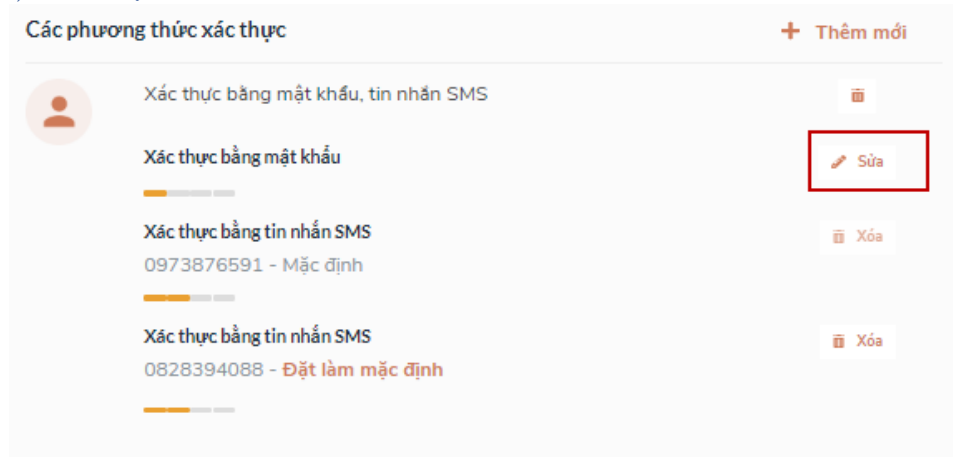 Các phương thức xác thực
+ Thêm mới
Xác thực bằng mật khẩu, tin nhắn SMS
Xác thực bằng mật khẩu
Sửa
Xác thực bằng tin nhắn SMS
Xóa
0973876591 - Mặc định
Xác thực bằng tin nhắn SMS
Xóa
0828394088 - Đặt làm mặc định